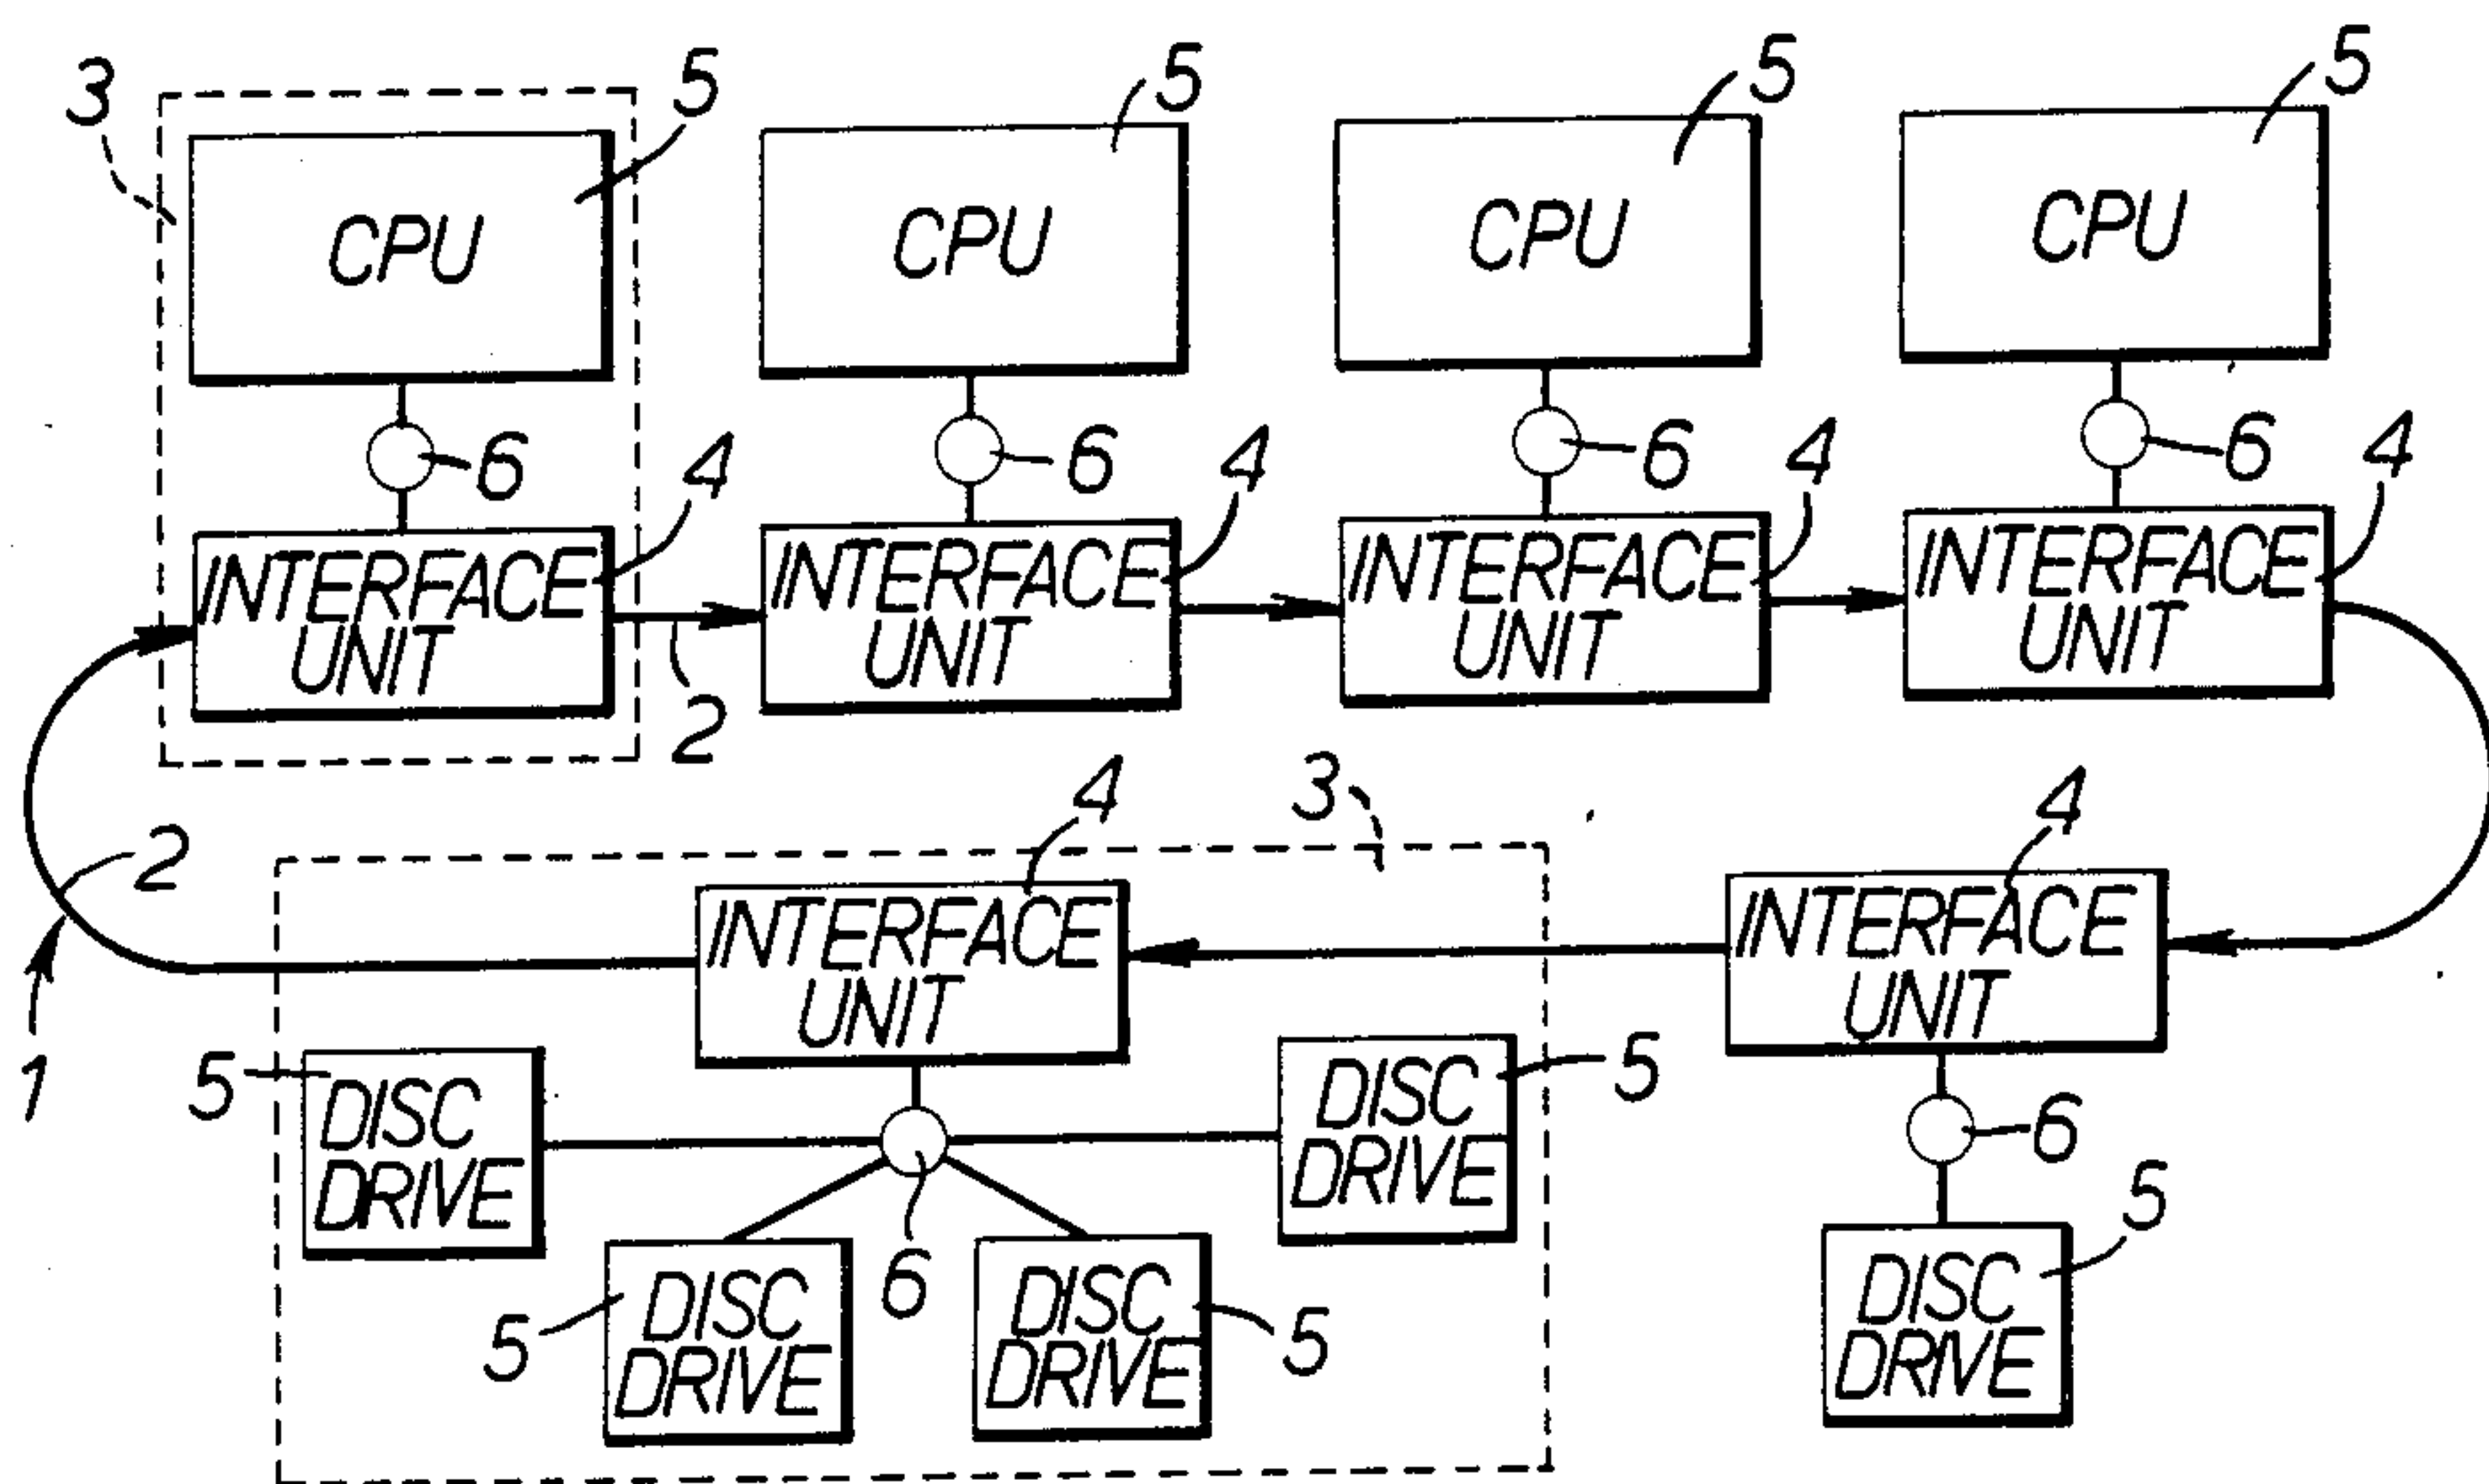 3
5
5
5
5
CPU
CPU
CPU
CPU
6
4
6
4
6
4
6
4
INTERFACE
UNIT
INTERFACE
UNIT
INTERFACE
UNIT
INTERFACE
UNIT
2
3
4
4
2
INTERFACE
UNIT
INTERFACE
UNIT
1
5
DISC
DRIVE
DISC
DRIVE
5
6
5
6
5
DISC
DRIVE
DISC
DRIVE
5
DISC
DRIVE